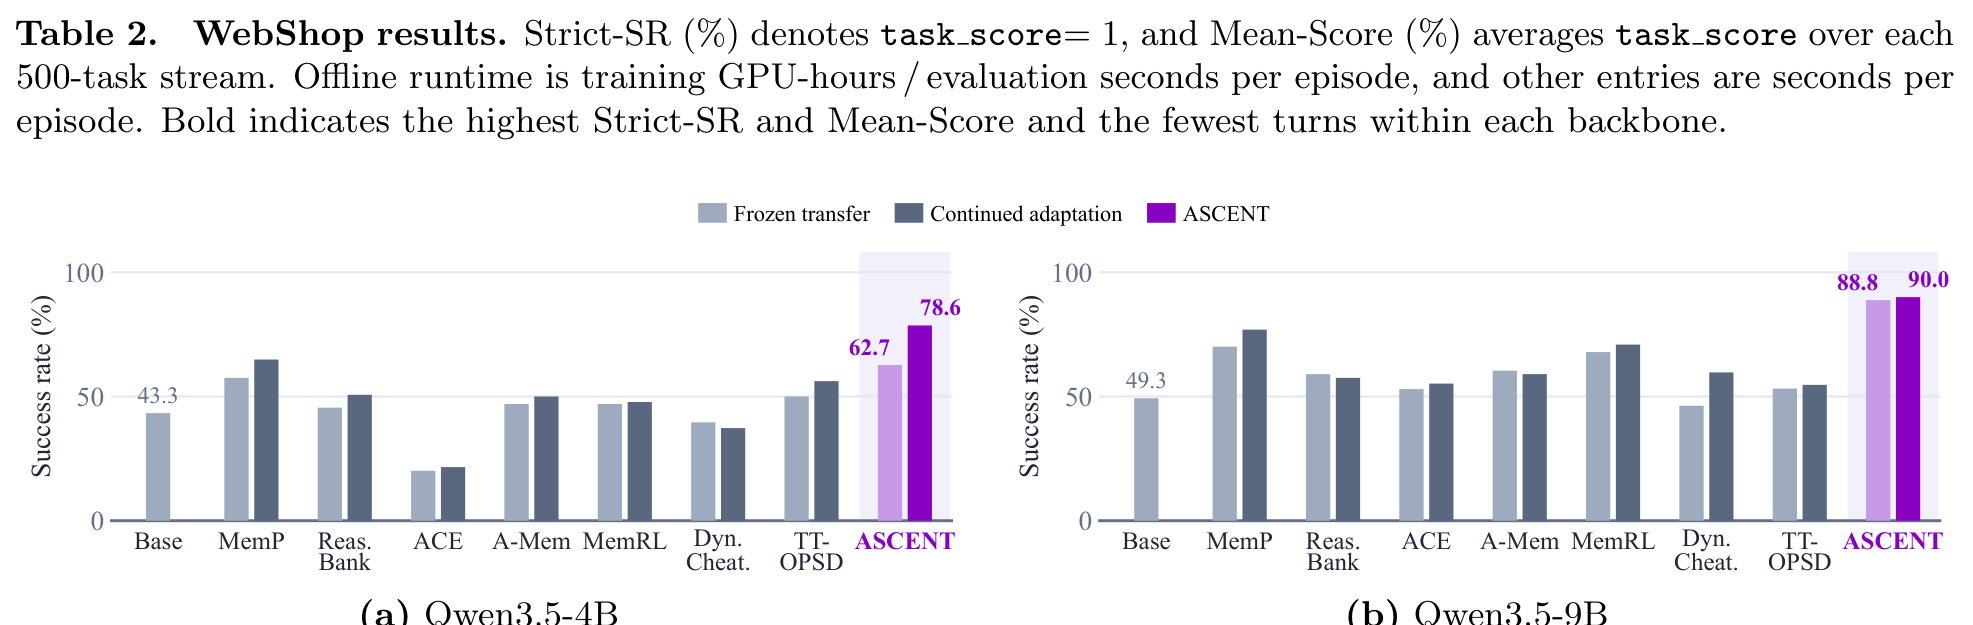 Table 2. WebShop results. Strict-SR (%) denotes task_score= 1, and Mean-Score (%) averages task_score over each
500-task stream. Offline runtime is training GPU-hours / evaluation seconds per episode, and other entries are seconds per
episode. Bold indicates the highest Strict-SR and Mean-Score and the fewest turns within each backbone.
Frozen transfer
Continued adaptation
ASCENT
Success rate (%)
100
50
0
43.3
62.7
78.6
Base
MemP
Reas.
Bank
ACE
A-Mem
MemRL
Dyn.
Cheat.
TT-
OPSD
ASCENT
(a) Qwen3.5-4B
Success rate (%)
100
50
0
49.3
88.8
90.0
Base
MemP
Reas.
Bank
ACE
A-Mem
MemRL
Dyn.
Cheat.
TT-
OPSD
ASCENT
(b) Qwen3.5-9B